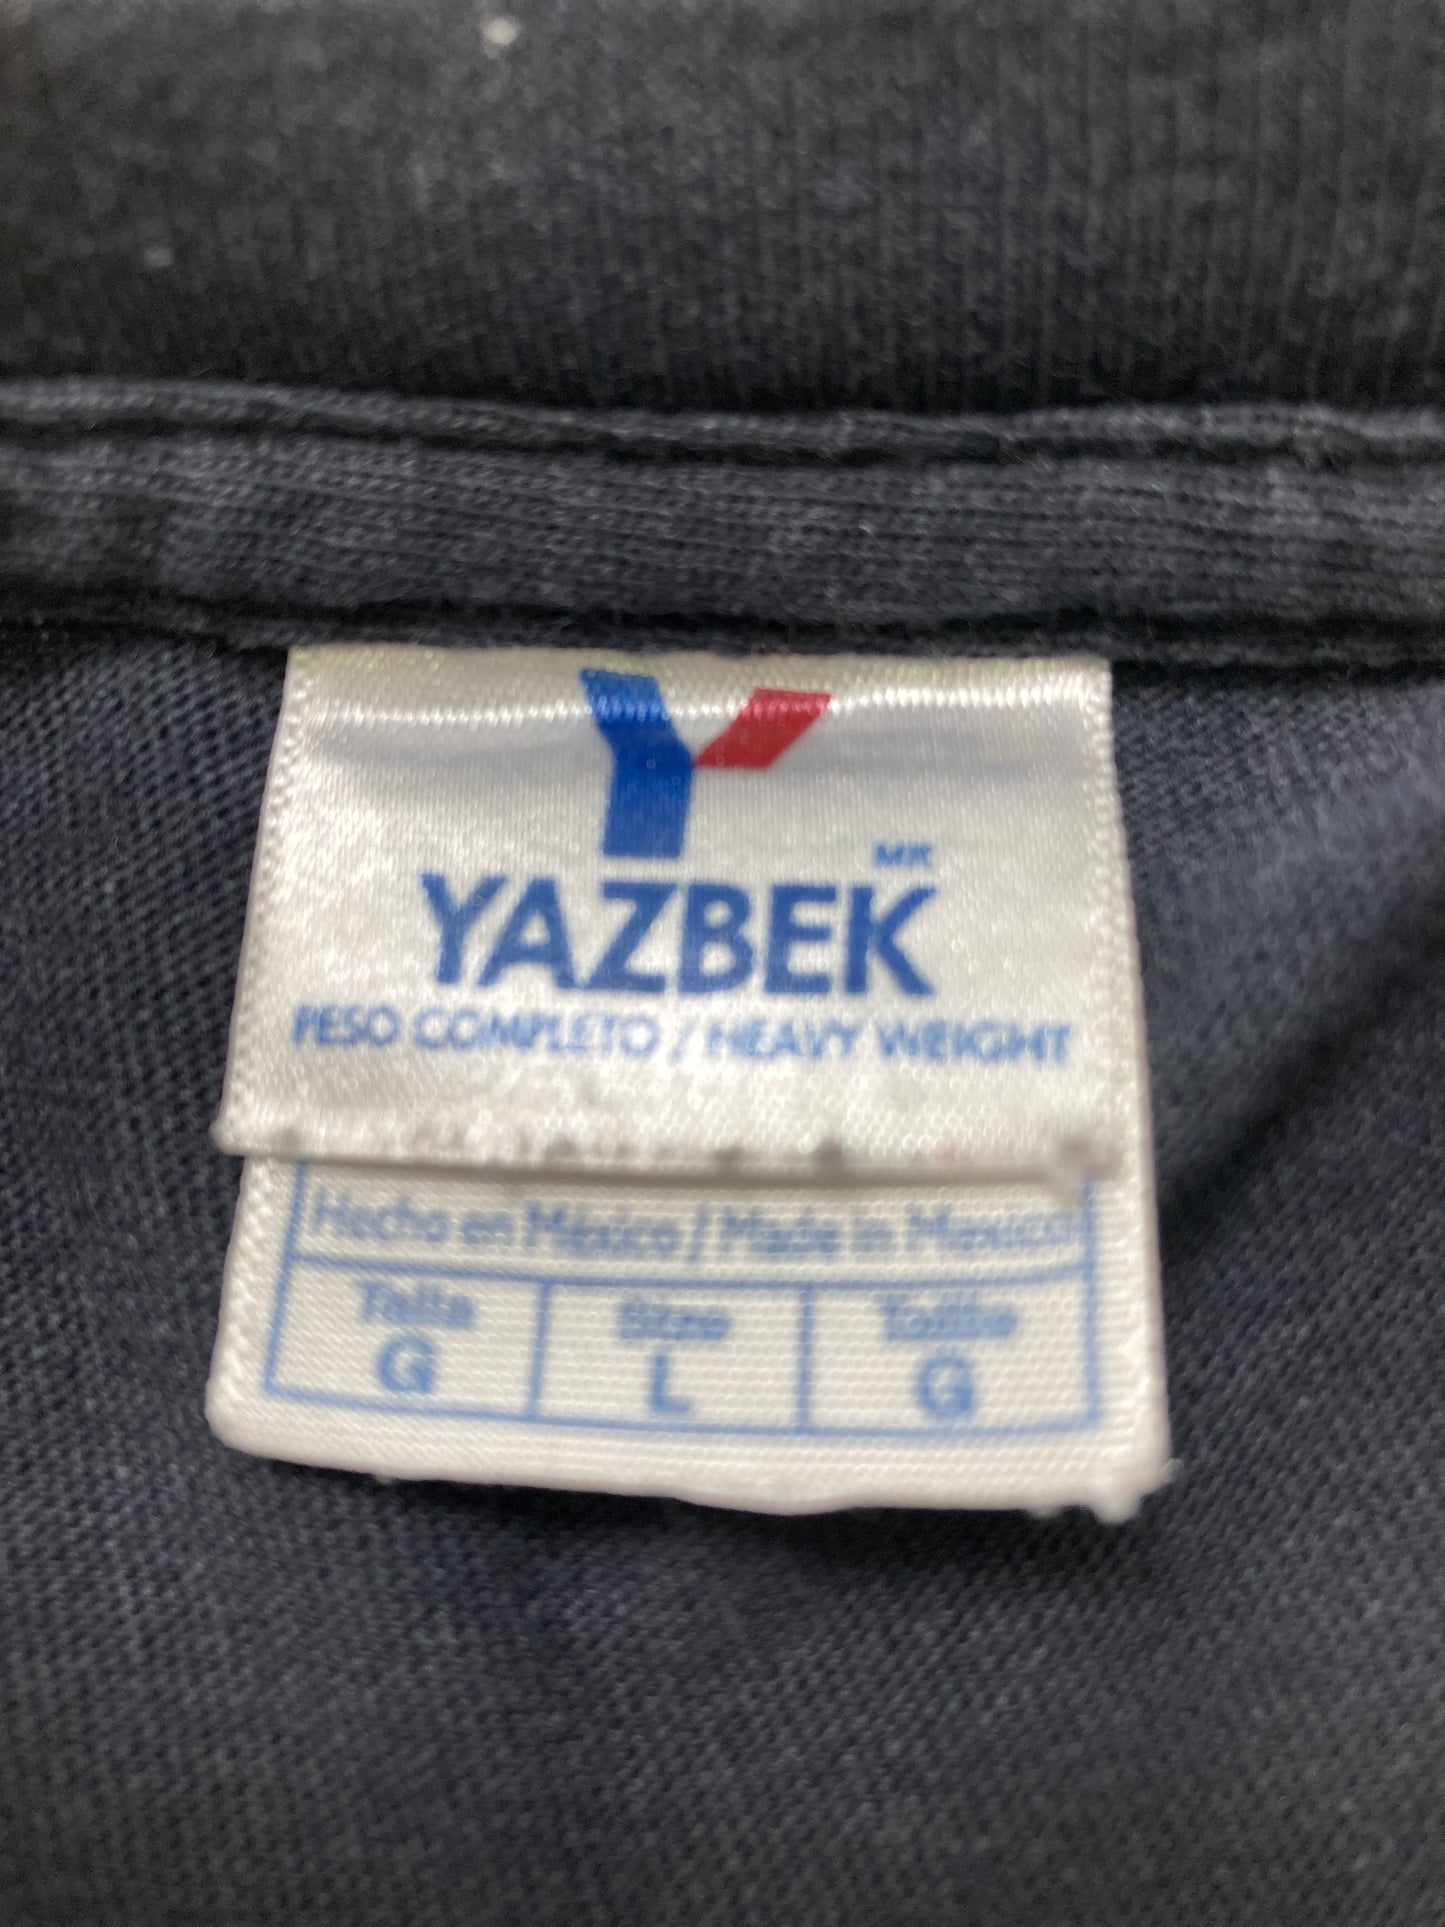 Y
MR
YAZBEK
PESO COMPLETO / HEAVY WEIGHT
Hecho en México / Made in Mexico
Talla Size Taille
G L G